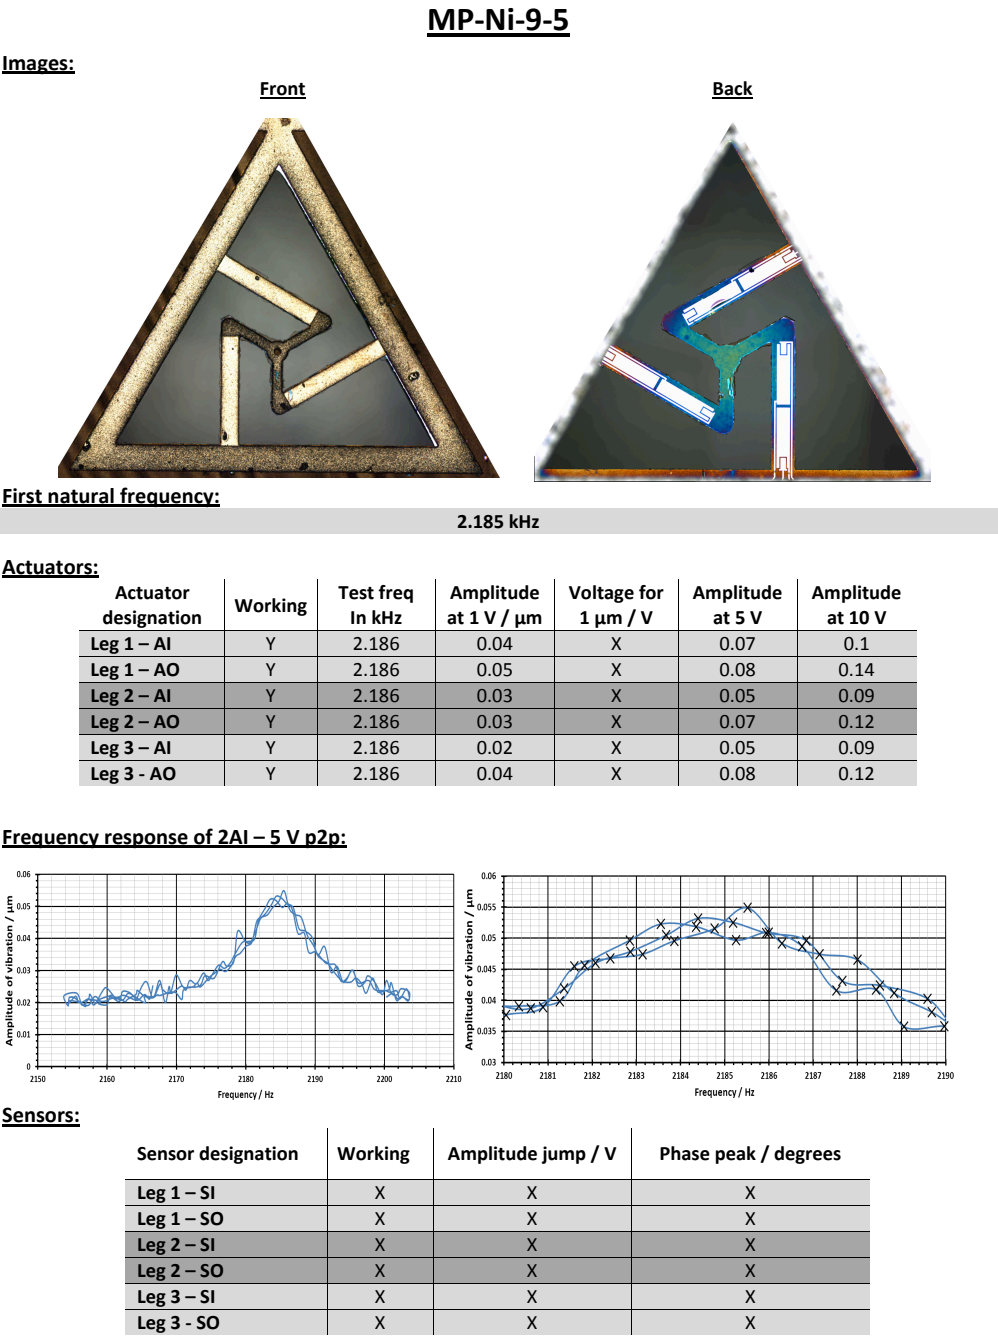 MP-Ni-9-5
Images:
Front Back
First natural frequency:
2.185 kHz
Actuators:
Actuator designation Working Test freq In kHz Amplitude at 1 V / µm Voltage for 1 µm / V Amplitude at 5 V Amplitude at 10 V
Leg 1 – AI Y 2.186 0.04 X 0.07 0.1
Leg 1 – AO Y 2.186 0.05 X 0.08 0.14
Leg 2 – AI Y 2.186 0.03 X 0.05 0.09
Leg 2 – AO Y 2.186 0.03 X 0.07 0.12
Leg 3 – AI Y 2.186 0.02 X 0.05 0.09
Leg 3 - AO Y 2.186 0.04 X 0.08 0.12
Frequency response of 2AI – 5 V p2p:
Amplitude of vibration / µm
0.06
0.05
0.04
0.03
0.02
0.01
0
2150 2160 2170 2180 2190 2200 2210
Frequency / Hz
Amplitude of vibration / µm
0.06
0.055
0.05
0.045
0.04
0.035
0.03
2180 2181 2182 2183 2184 2185 2186 2187 2188 2189 2190
Frequency / Hz
Sensors:
Sensor designation Working Amplitude jump / V Phase peak / degrees
Leg 1 – SI X X X
Leg 1 – SO X X X
Leg 2 – SI X X X
Leg 2 – SO X X X
Leg 3 – SI X X X
Leg 3 - SO X X X